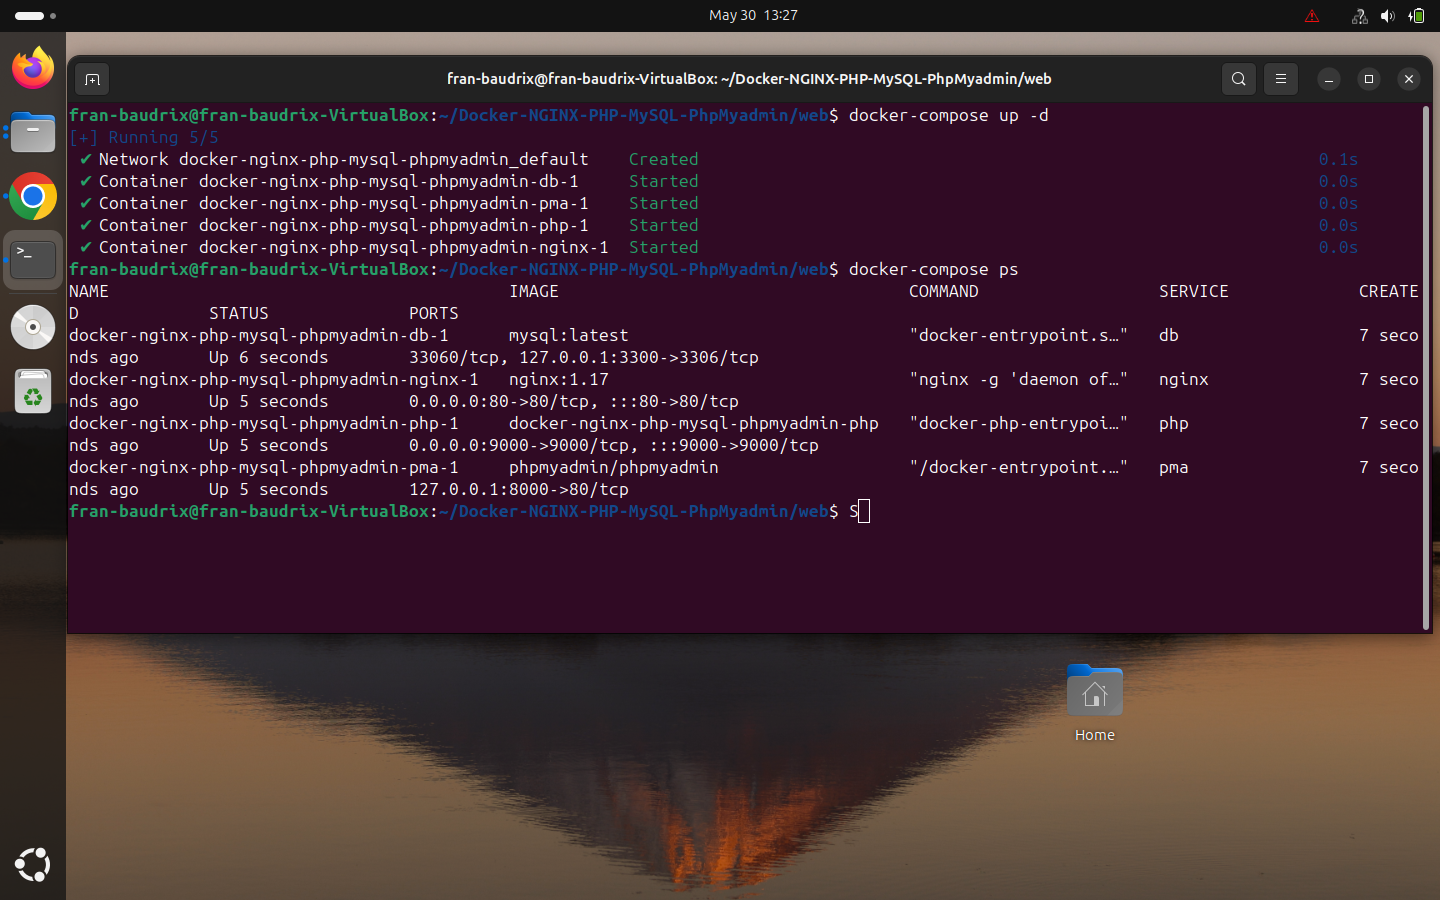 May 30 13:27
fran-baudrix@fran-baudrix-VirtualBox: ~/Docker-NGINX-PHP-MySQL-PhpMyadmin/web
fran-baudrix@fran-baudrix-VirtualBox:~/Docker-NGINX-PHP-MySQL-PhpMyadmin/web$ docker-compose up -d
[+] Running 5/5
✔ Network docker-nginx-php-mysql-phpmyadmin_default Created 0.1s
✔ Container docker-nginx-php-mysql-phpmyadmin-db-1 Started 0.0s
✔ Container docker-nginx-php-mysql-phpmyadmin-pma-1 Started 0.0s
✔ Container docker-nginx-php-mysql-phpmyadmin-php-1 Started 0.0s
✔ Container docker-nginx-php-mysql-phpmyadmin-nginx-1 Started 0.0s
fran-baudrix@fran-baudrix-VirtualBox:~/Docker-NGINX-PHP-MySQL-PhpMyadmin/web$ docker-compose ps
NAME IMAGE COMMAND SERVICE CREATE
D STATUS PORTS
docker-nginx-php-mysql-phpmyadmin-db-1 mysql:latest "docker-entrypoint.s…" db 7 seco
nds ago Up 6 seconds 33060/tcp, 127.0.0.1:3300->3306/tcp
docker-nginx-php-mysql-phpmyadmin-nginx-1 nginx:1.17 "nginx -g 'daemon of…" nginx 7 seco
nds ago Up 5 seconds 0.0.0.0:80->80/tcp, :::80->80/tcp
docker-nginx-php-mysql-phpmyadmin-php-1 docker-nginx-php-mysql-phpmyadmin-php "docker-php-entrypoi…" php 7 seco
nds ago Up 5 seconds 0.0.0.0:9000->9000/tcp, :::9000->9000/tcp
docker-nginx-php-mysql-phpmyadmin-pma-1 phpmyadmin/phpmyadmin "/docker-entrypoint.…" pma 7 seco
nds ago Up 5 seconds 127.0.0.1:8000->80/tcp
fran-baudrix@fran-baudrix-VirtualBox:~/Docker-NGINX-PHP-MySQL-PhpMyadmin/web$ S
Home